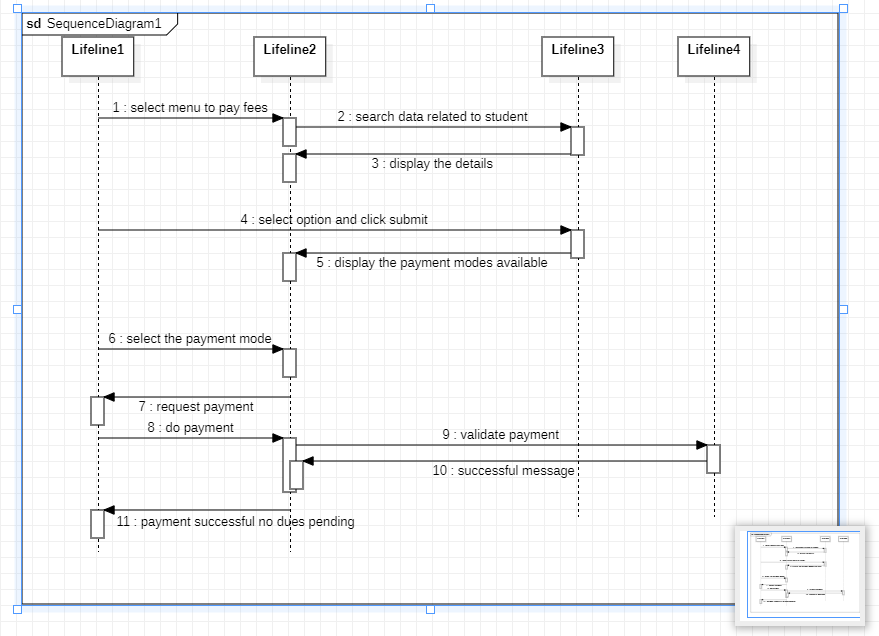 sd SequenceDiagram1
Lifeline1
Lifeline2
Lifeline3
Lifeline4
1 : select menu to pay fees
2 : search data related to student
3 : display the details
4 : select option and click submit
5 : display the payment modes available
6 : select the payment mode
7 : request payment
8 : do payment
9 : validate payment
10 : successful message
11 : payment successful no dues pending